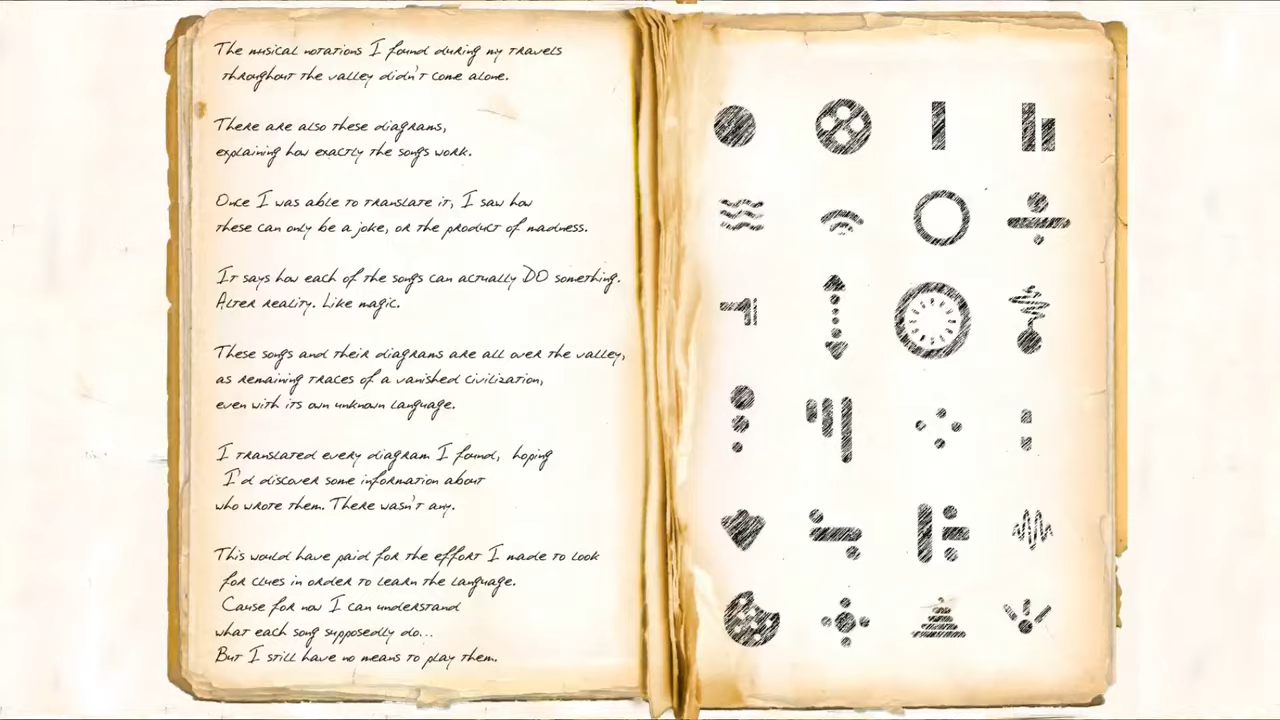 The musical notations I found during my travels
throughout the valley didn't come alone.
There are also these diagrams,
explaining how exactly the songs work.
Once I was able to translate it, I saw how
these can only be a joke, or the product of madness.
It says how each of the songs can actually DO something.
Alter reality. Like magic.
These songs and their diagrams are all over the valley,
as remaining traces of a vanished civilization,
even with its own unknown language.
I translated every diagram I found, hoping
I'd discover some information about
who wrote them. There wasn't any.
This would have paid for the effort I made to look
for clues in order to learn the language.
Cause for now I can understand
what each song supposedly do...
But I still have no means to play them.